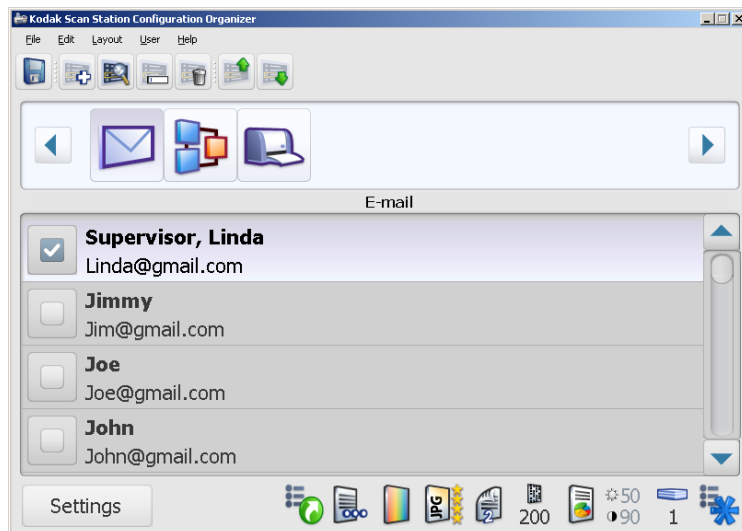 Kodak Scan Station Configuration Organizer
File Edit Layout User Help
E-mail
Supervisor, Linda
Linda@gmail.com
Jimmy
Jim@gmail.com
Joe
Joe@gmail.com
John
John@gmail.com
Settings JPG 2 200 50 90 1